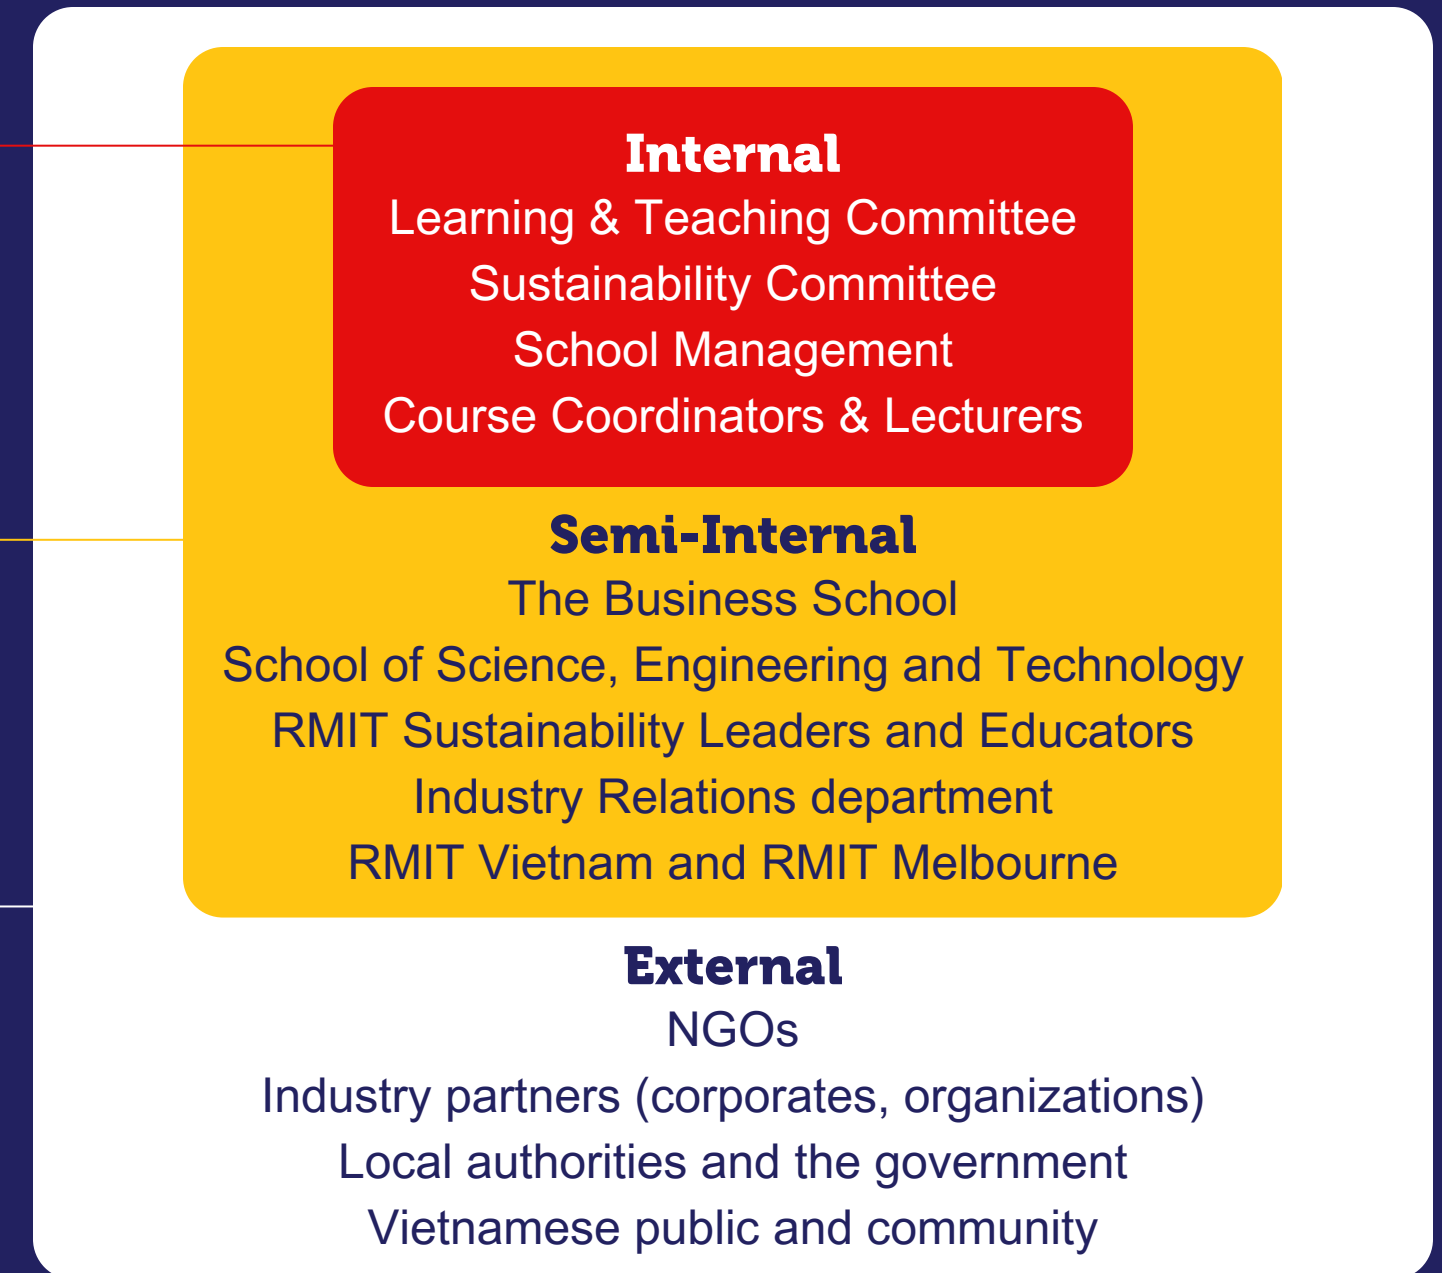 Internal
Learning & Teaching Committee
Sustainability Committee
School Management
Course Coordinators & Lecturers
Semi-Internal
The Business School
School of Science, Engineering and Technology
RMIT Sustainability Leaders and Educators
Industry Relations department
RMIT Vietnam and RMIT Melbourne
External
NGOs
Industry partners (corporates, organizations)
Local authorities and the government
Vietnamese public and community